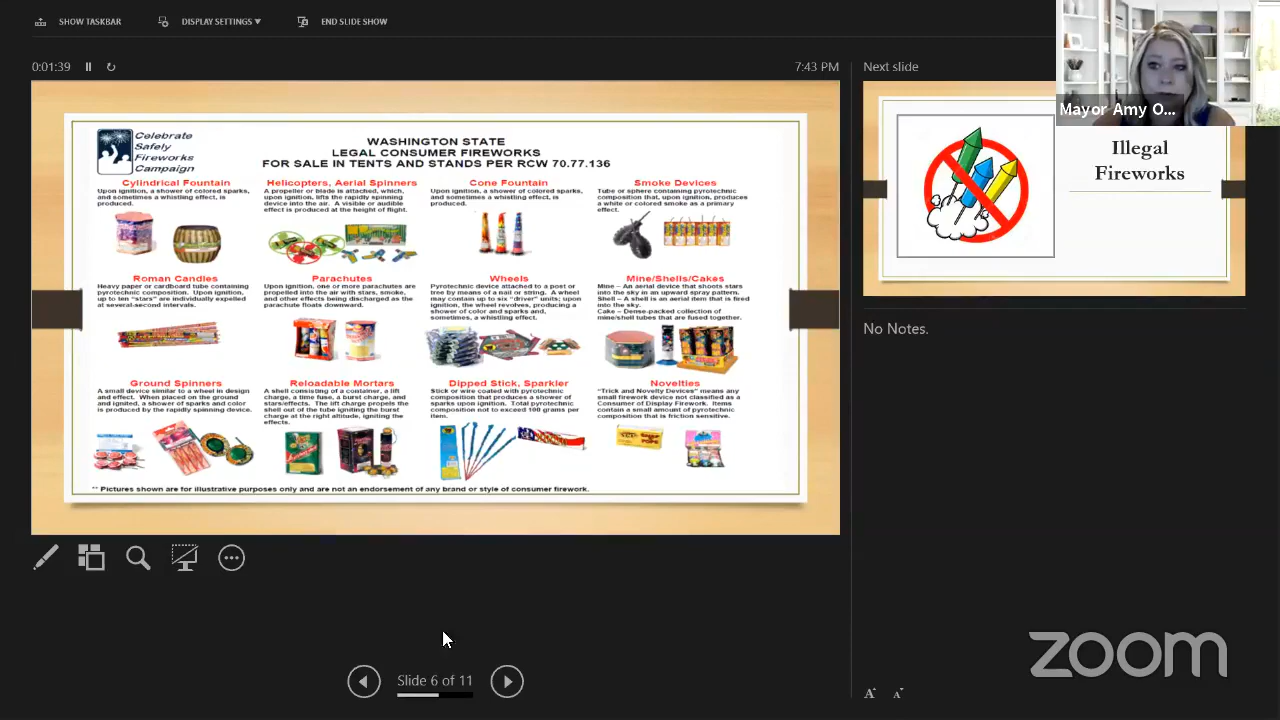 SHOW TASKBAR
DISPLAY SETTINGS ▾
END SLIDE SHOW
0:01:39
7:43 PM
Next slide
Mayor Amy O...
Celebrate
Safely
Fireworks
Campaign
WASHINGTON STATE
LEGAL CONSUMER FIREWORKS
FOR SALE IN TENTS AND STANDS PER RCW 70.77.136
Cylindrical Fountain
Upon ignition, a shower of colored sparks,
and sometimes a whistling effect, is
produced.
Helicopters, Aerial Spinners
A propeller or blade is attached, which,
upon ignition, lifts the rapidly spinning
device into the air. A visible or audible
effect is produced at the height of flight.
Cone Fountain
Upon ignition, a shower of colored sparks,
and sometimes a whistling effect, is
produced.
Smoke Devices
Tube or sphere containing pyrotechnic
composition that, upon ignition, produces
a white or colored smoke as a primary
effect.
Roman Candles
Heavy paper or cardboard tube containing
pyrotechnic composition. Upon ignition,
up to ten “stars” are individually expelled
at several-second intervals.
Parachutes
Upon ignition, one or more parachutes are
propelled into the air with stars, smoke,
and other effects being discharged as the
parachute floats downward.
Wheels
Pyrotechnic device attached to a post or
tree by means of a nail or string. A wheel
may contain up to six “driver” units; upon
ignition, the wheel revolves, producing a
shower of color and sparks and,
sometimes, a whistling effect.
Mine/Shells/Cakes
Mine – An aerial device that shoots stars
into the sky in an upward spray pattern.
Shell – A shell is an aerial item that is fired
into the sky.
Cake – Dense-packed collection of
mine/shell tubes that are fused together.
Ground Spinners
A small device similar to a wheel in design
and effect. When placed on the ground
and ignited, a shower of sparks and color
is produced by the rapidly spinning device.
Reloadable Mortars
A shell consisting of a container, a lift
charge, a time fuse, a burst charge, and
stars/effects. The lift charge propels the
shell out of the tube igniting the burst
charge at the right altitude, igniting the
effects.
Dipped Stick, Sparkler
Stick or wire coated with pyrotechnic
composition that produces a shower of
sparks upon ignition. Total pyrotechnic
composition not to exceed 100 grams per
item.
Novelties
“Trick and Novelty Devices” means any
small firework device not classified as a
Consumer of Display Firework. Items
contain a small amount of pyrotechnic
composition that is friction sensitive.
** Pictures shown are for illustrative purposes only and are not an endorsement of any brand or style of consumer firework.
Illegal
Fireworks
No Notes.
Slide 6 of 11
zoom
A A